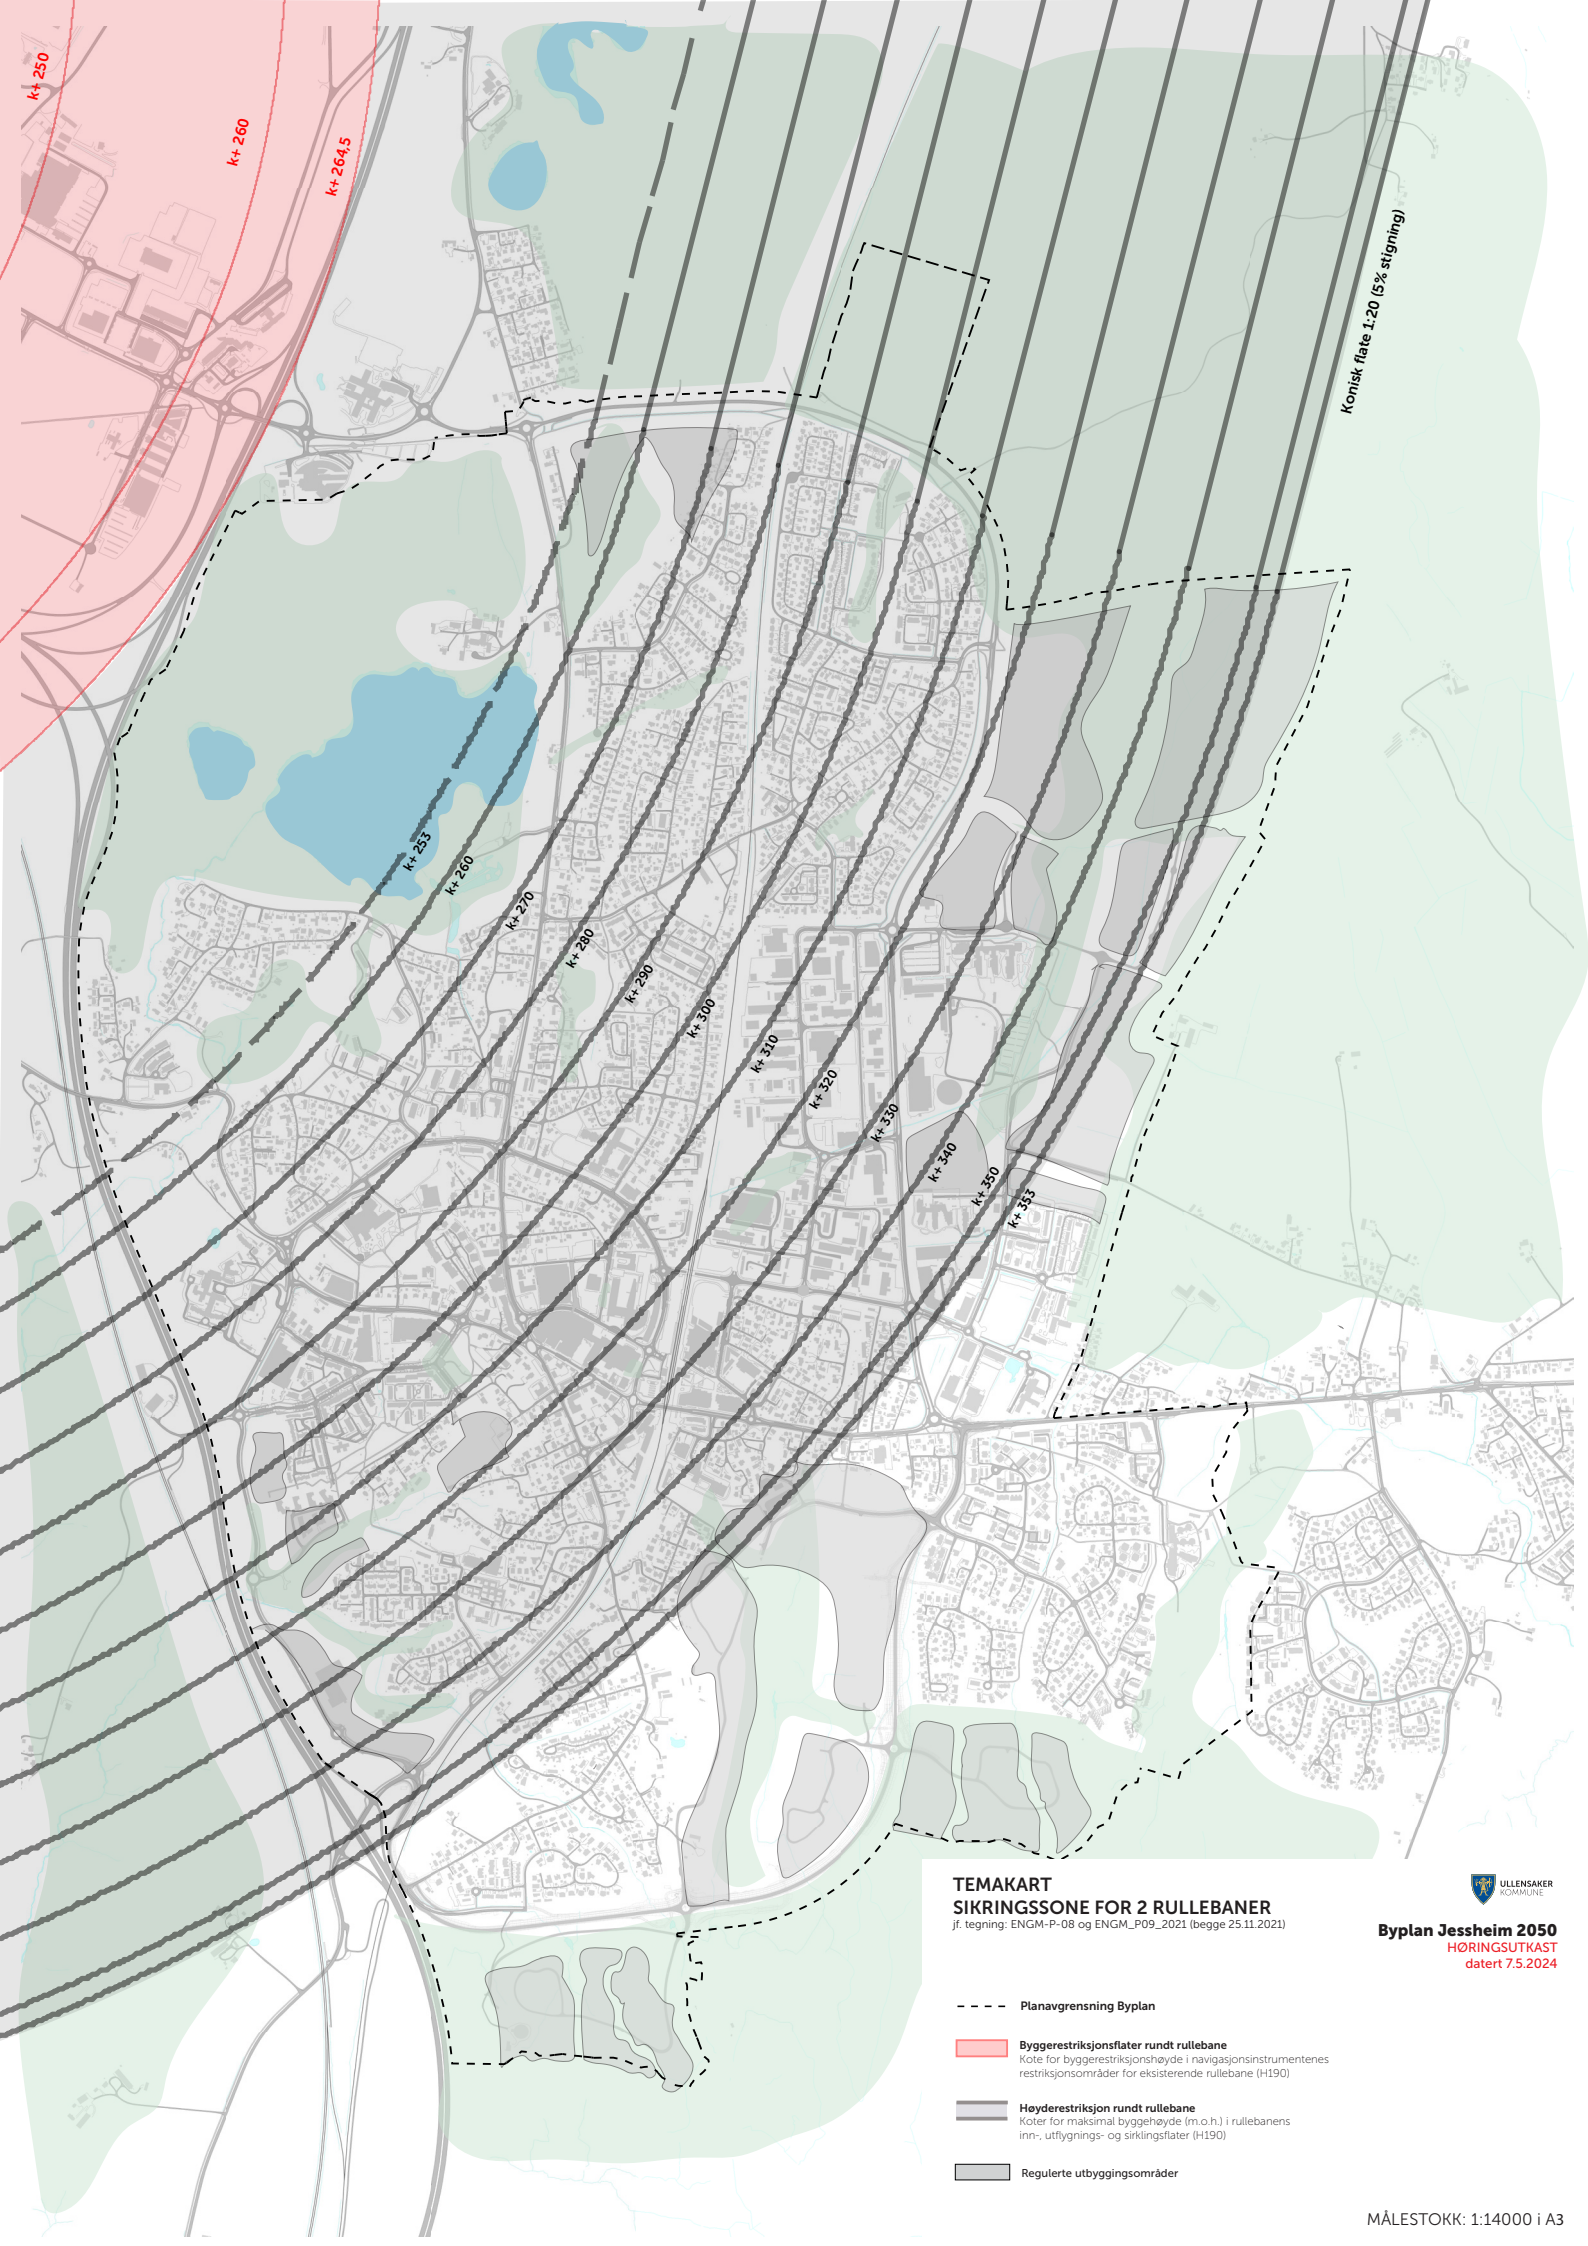 k+ 250
k+ 260
k+ 264,5
Konisk flate 1:20 (5% stigning)
k+ 253
k+ 260
k+ 270
k+ 280
k+ 290
k+ 300
k+ 310
k+ 320
k+ 330
k+ 340
k+ 350
k+ 353
TEMAKART
SIKRINGSSONE FOR 2 RULLEBANER
jf. tegning: ENGM-P-08 og ENGM_P09_2021 (begge 25.11.2021)
ULLENSAKER
KOMMUNE
Byplan Jessheim 2050
HØRINGSUTKAST
datert 7.5.2024
Planavgrensning Byplan
Byggerestriksjonsflater rundt rullebane
Kote for byggerestriksjonshøyde i navigasjonsinstrumentenes
restriksjonsområder for eksisterende rullebane (H190)
Høyderestriksjon rundt rullebane
Koter for maksimal byggehøyde (m.o.h.) i rullebanens
inn-, utflygnings- og sirklingsflater (H190)
Regulerte utbyggingsområder
MÅLESTOKK: 1:14000 i A3